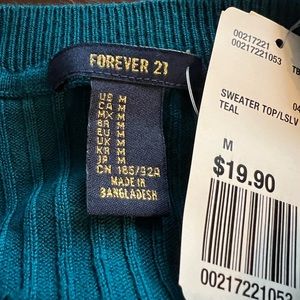 FOREVER 21
US M
CA M
MX M
BR M
EU M
UK M
KR M
JP M
CN 165/92A
MADE IN
BANGLADESH
00217221
00217221053
SWEATER TOP/LSLV
TEAL
M
$19.90
00217221053